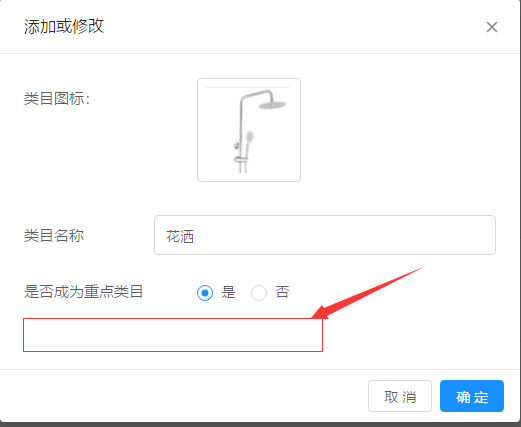 添加或修改
类目图标:
类目名称 花洒
是否成为重点类目 是 否
取 消 确 定